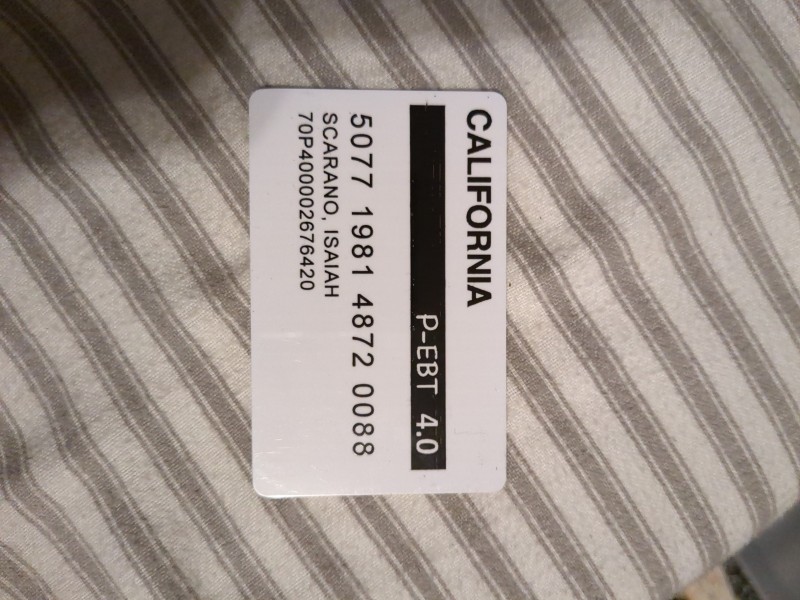 CALIFORNIA
P-EBT 4.0
5077 1981 4872 0088
SCARANO, ISAIAH
70P400002676420